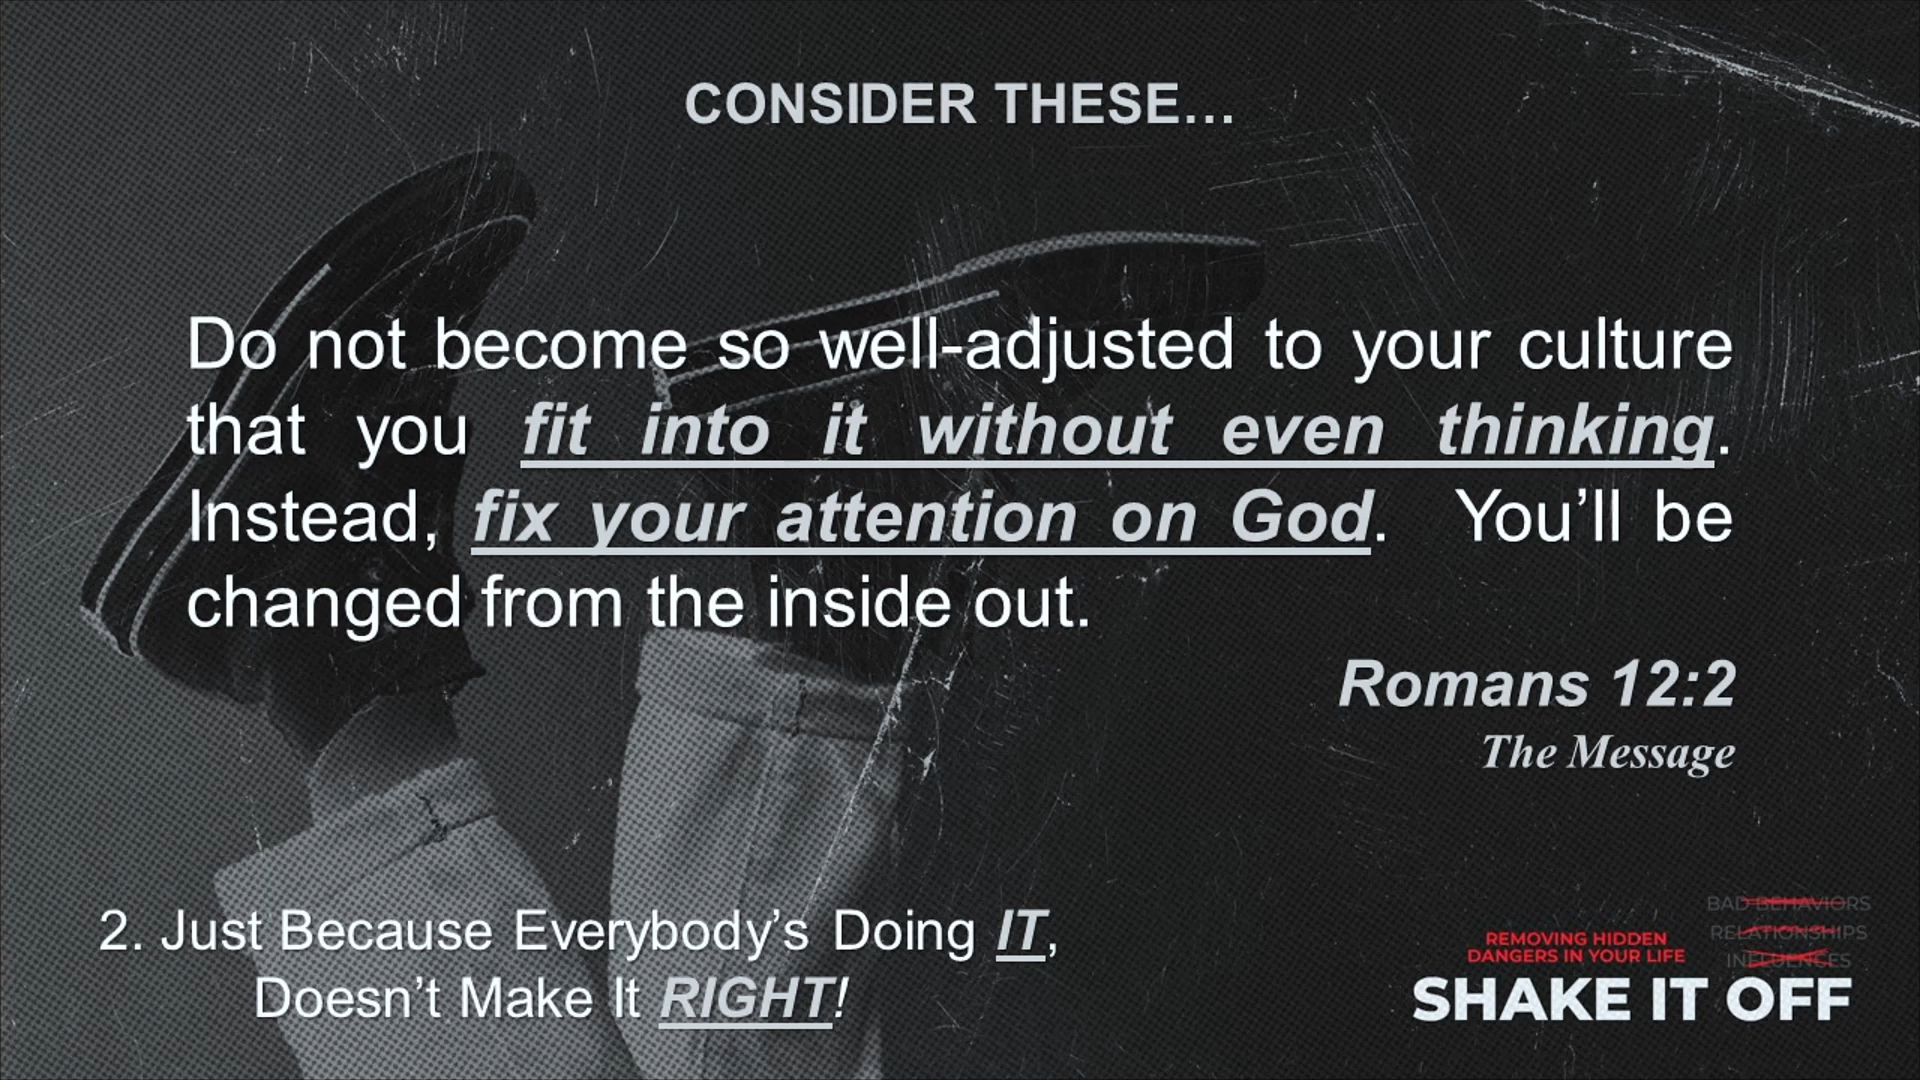 CONSIDER THESE…
Do not become so well-adjusted to your culture
that you fit into it without even thinking.
Instead, fix your attention on God.  You’ll be
changed from the inside out.
Romans 12:2
The Message
2. Just Because Everybody’s Doing IT,
Doesn’t Make It RIGHT!
BAD BEHAVIORS
RELATIONSHIPS
INFLUENCES
REMOVING HIDDEN
DANGERS IN YOUR LIFE
SHAKE IT OFF